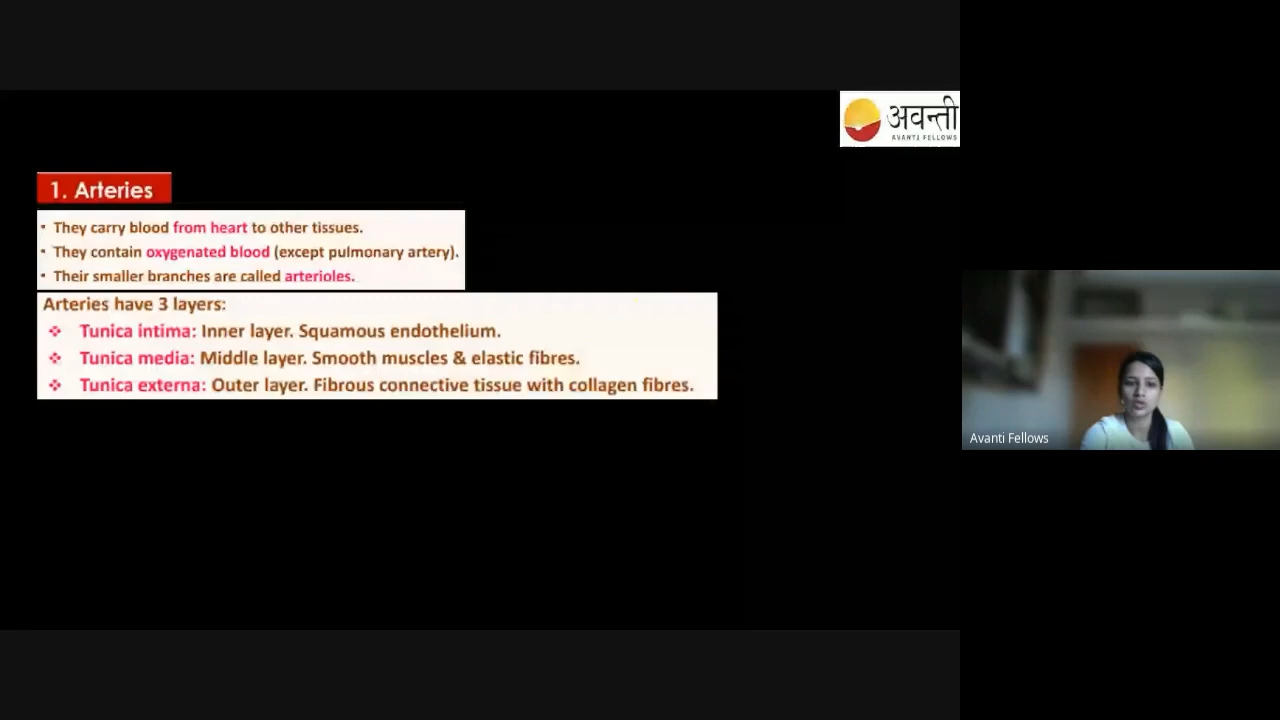 अवन्ती
AVANTI FELLOWS
1. Arteries
▪ They carry blood from heart to other tissues.
▪ They contain oxygenated blood (except pulmonary artery).
▪ Their smaller branches are called arterioles.
Arteries have 3 layers:
❖ Tunica intima: Inner layer. Squamous endothelium.
❖ Tunica media: Middle layer. Smooth muscles & elastic fibres.
❖ Tunica externa: Outer layer. Fibrous connective tissue with collagen fibres.
Avanti Fellows